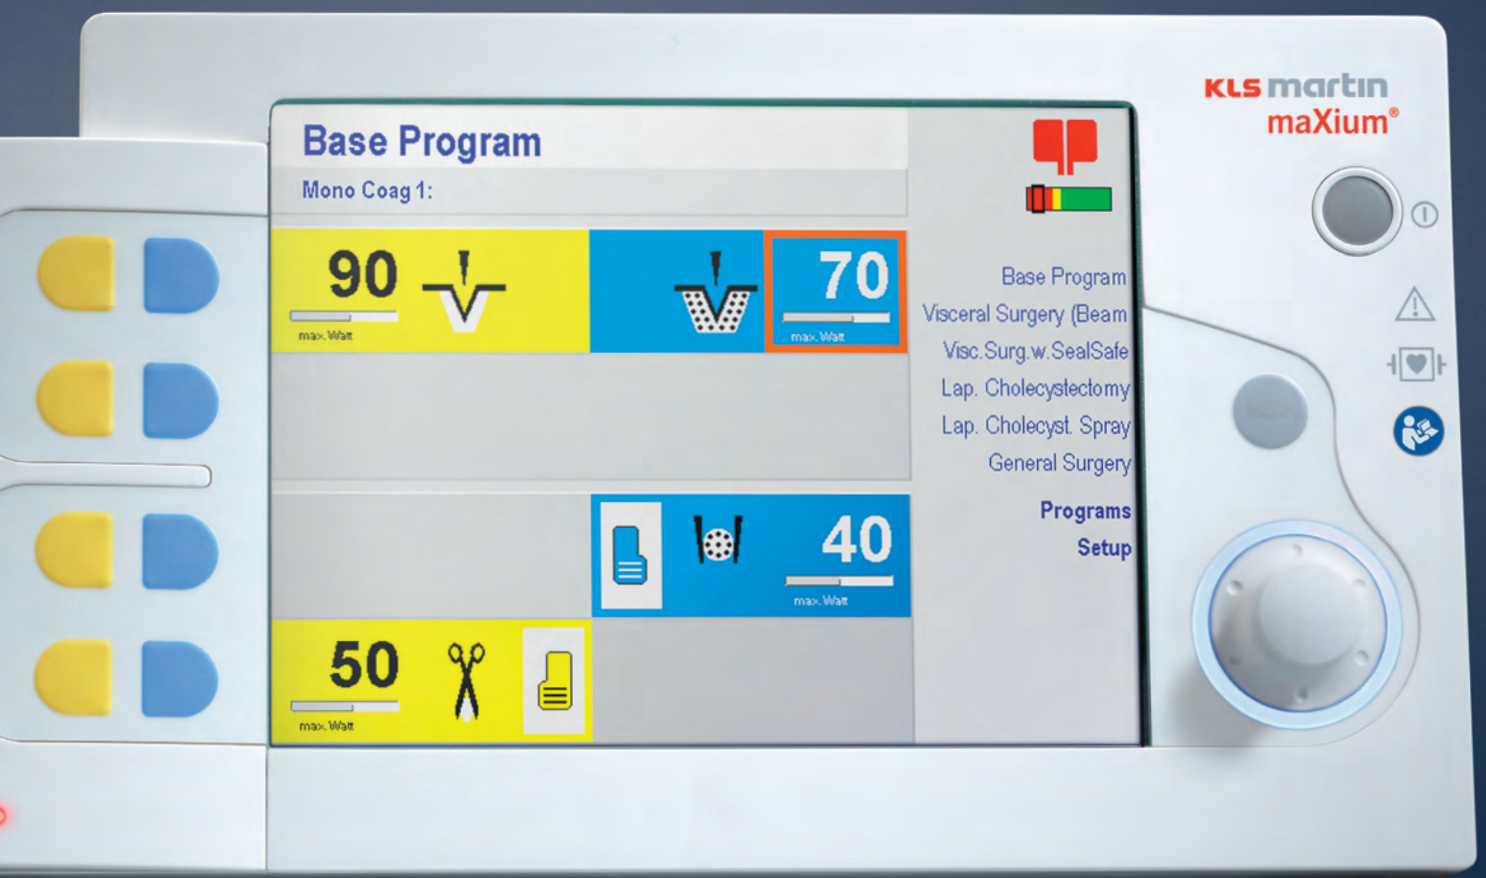 KLS martin
maXium®
Base Program
Mono Coag 1:
90
max. Watt
70
max. Watt
Base Program
Visceral Surgery (Beam
Visc.Surg.w.SealSafe
Lap. Cholecystectomy
Lap. Cholecyst. Spray
General Surgery
Programs
Setup
40
max. Watt
50
max. Watt